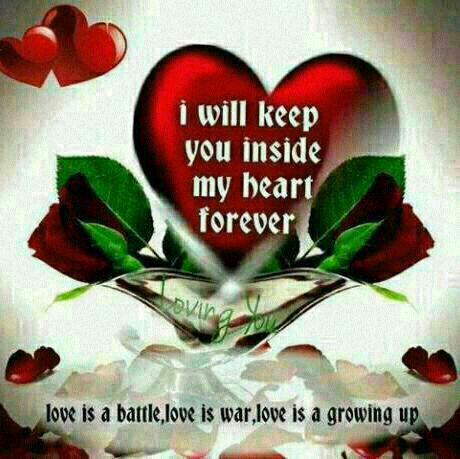 i will keep
you inside
my heart
forever
Loving You
love is a battle,love is war,love is a growing up